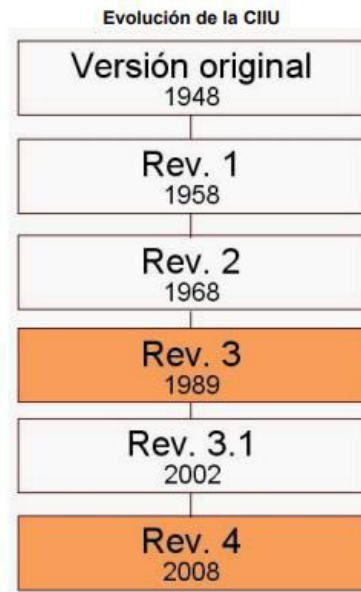 Evolución de la CIIU
Versión original
1948
Rev. 1
1958
Rev. 2
1968
Rev. 3
1989
Rev. 3.1
2002
Rev. 4
2008